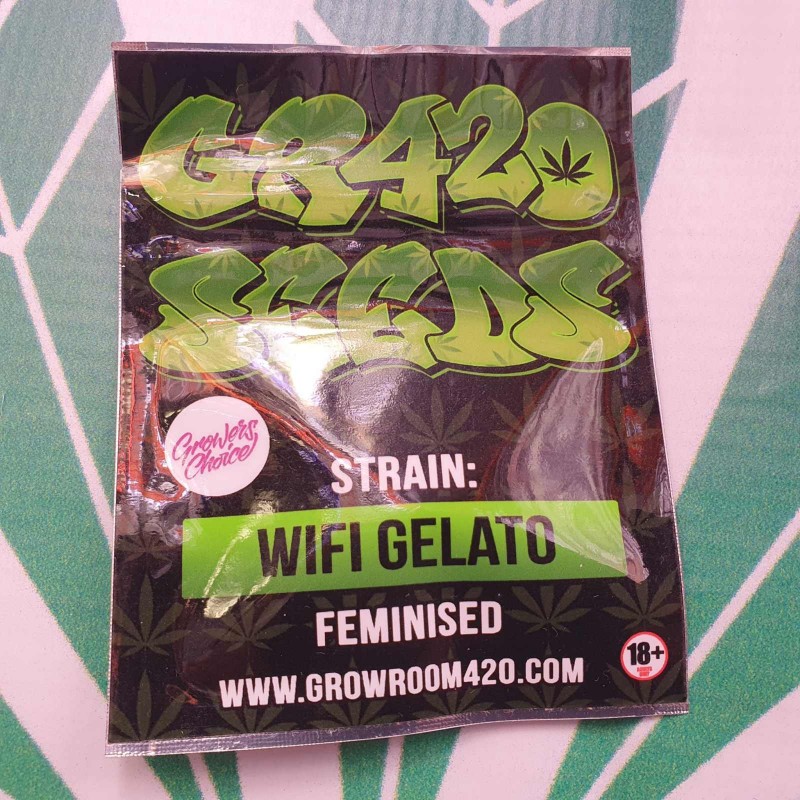 GR420
SEEDS
Growers
Choice
STRAIN:
WIFI GELATO
FEMINISED
WWW.GROWROOM420.COM
18+